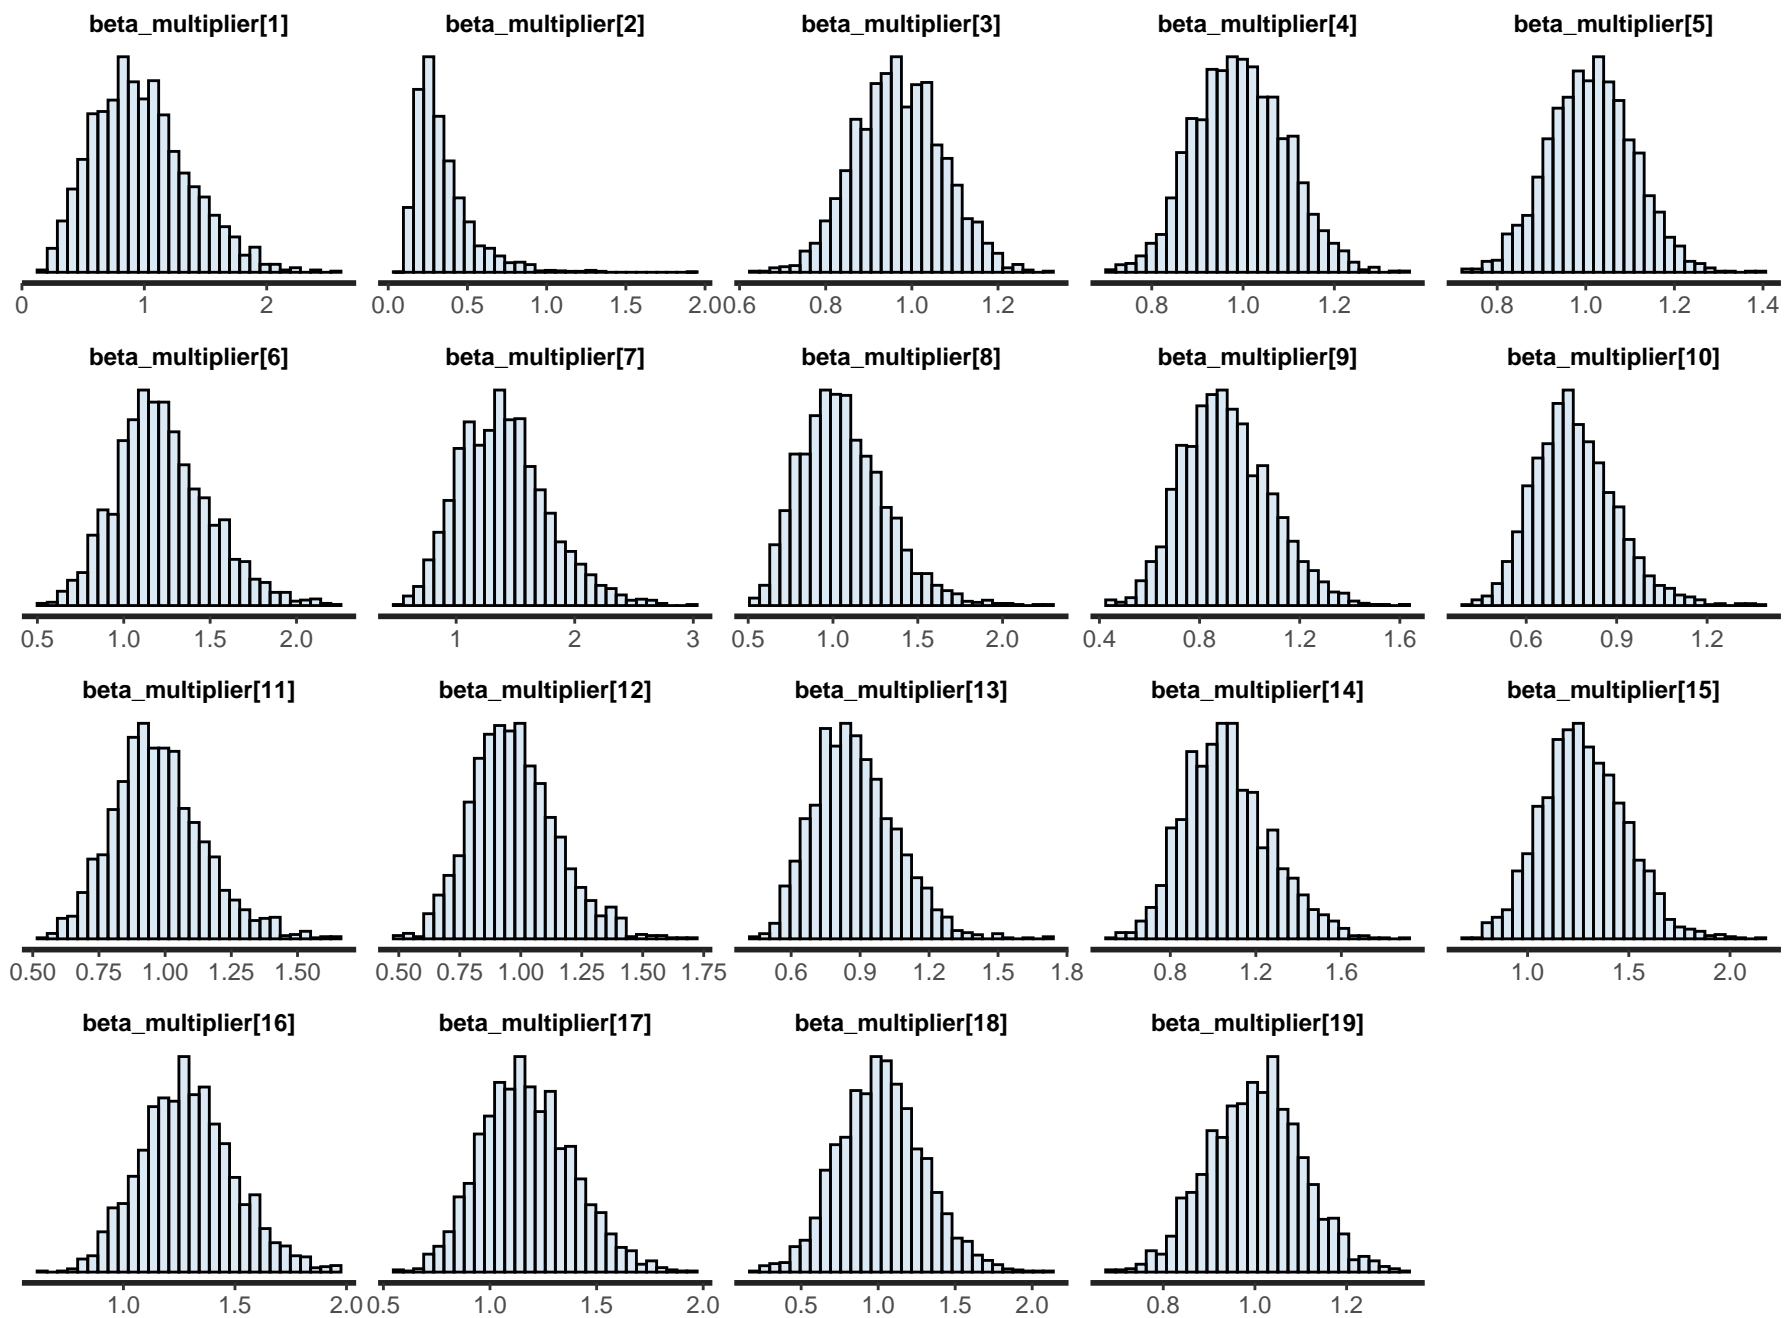 beta_multiplier[1] beta_multiplier[2] beta_multiplier[3] beta_multiplier[4] beta_multiplier[5]
0 1 2 0.0 0.5 1.0 1.5 2.0 0.6 0.8 1.0 1.2 0.8 1.0 1.2 0.8 1.0 1.2 1.4
beta_multiplier[6] beta_multiplier[7] beta_multiplier[8] beta_multiplier[9] beta_multiplier[10]
0.5 1.0 1.5 2.0 1 2 3 0.5 1.0 1.5 2.0 0.4 0.8 1.2 1.6 0.6 0.9 1.2
beta_multiplier[11] beta_multiplier[12] beta_multiplier[13] beta_multiplier[14] beta_multiplier[15]
0.50 0.75 1.00 1.25 1.50 0.50 0.75 1.00 1.25 1.50 1.75 0.6 0.9 1.2 1.5 1.8 0.8 1.2 1.6 1.0 1.5 2.0
beta_multiplier[16] beta_multiplier[17] beta_multiplier[18] beta_multiplier[19]
1.0 1.5 2.0 0.5 1.0 1.5 2.0 0.5 1.0 1.5 2.0 0.8 1.0 1.2